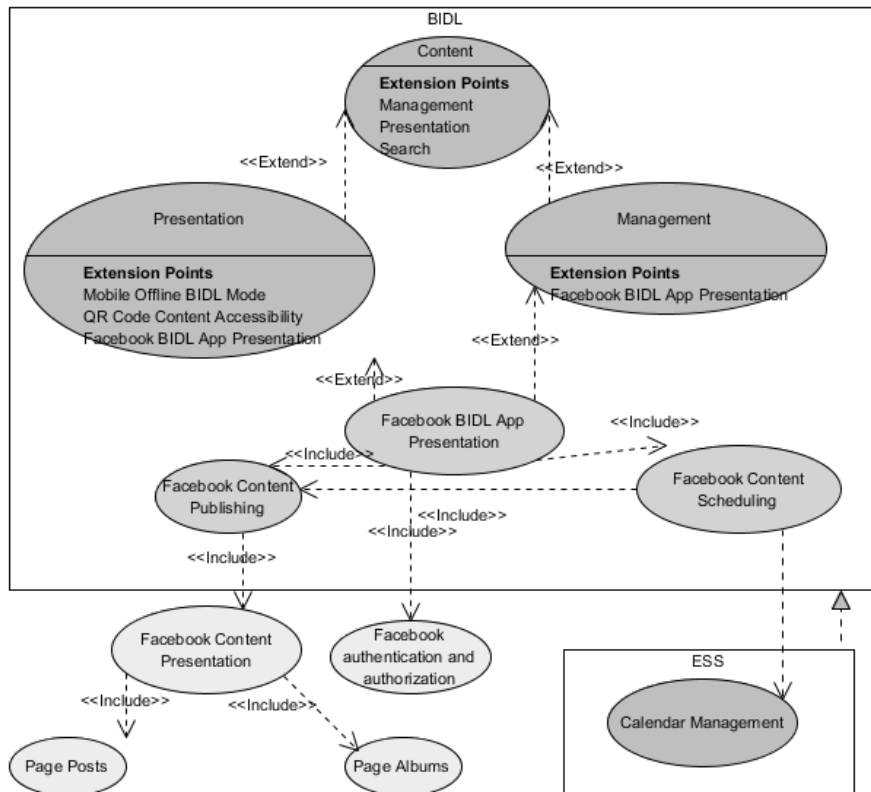 BIDL
Content
Extension Points
Management
Presentation
Search
<<Extend>>
<<Extend>>
Presentation
Extension Points
Mobile Offline BIDL Mode
QR Code Content Accessibility
Facebook BIDL App Presentation
Management
Extension Points
Facebook BIDL App Presentation
<<Extend>>
<<Extend>>
Facebook BIDL App
Presentation
<<Include>>
<<Include>>
Facebook Content
Publishing
Facebook Content
Scheduling
<<Include>>
<<Include>>
<<Include>>
Facebook Content
Presentation
Facebook
authentication and
authorization
ESS
Calendar Management
<<Include>>
<<Include>>
Page Posts
Page Albums